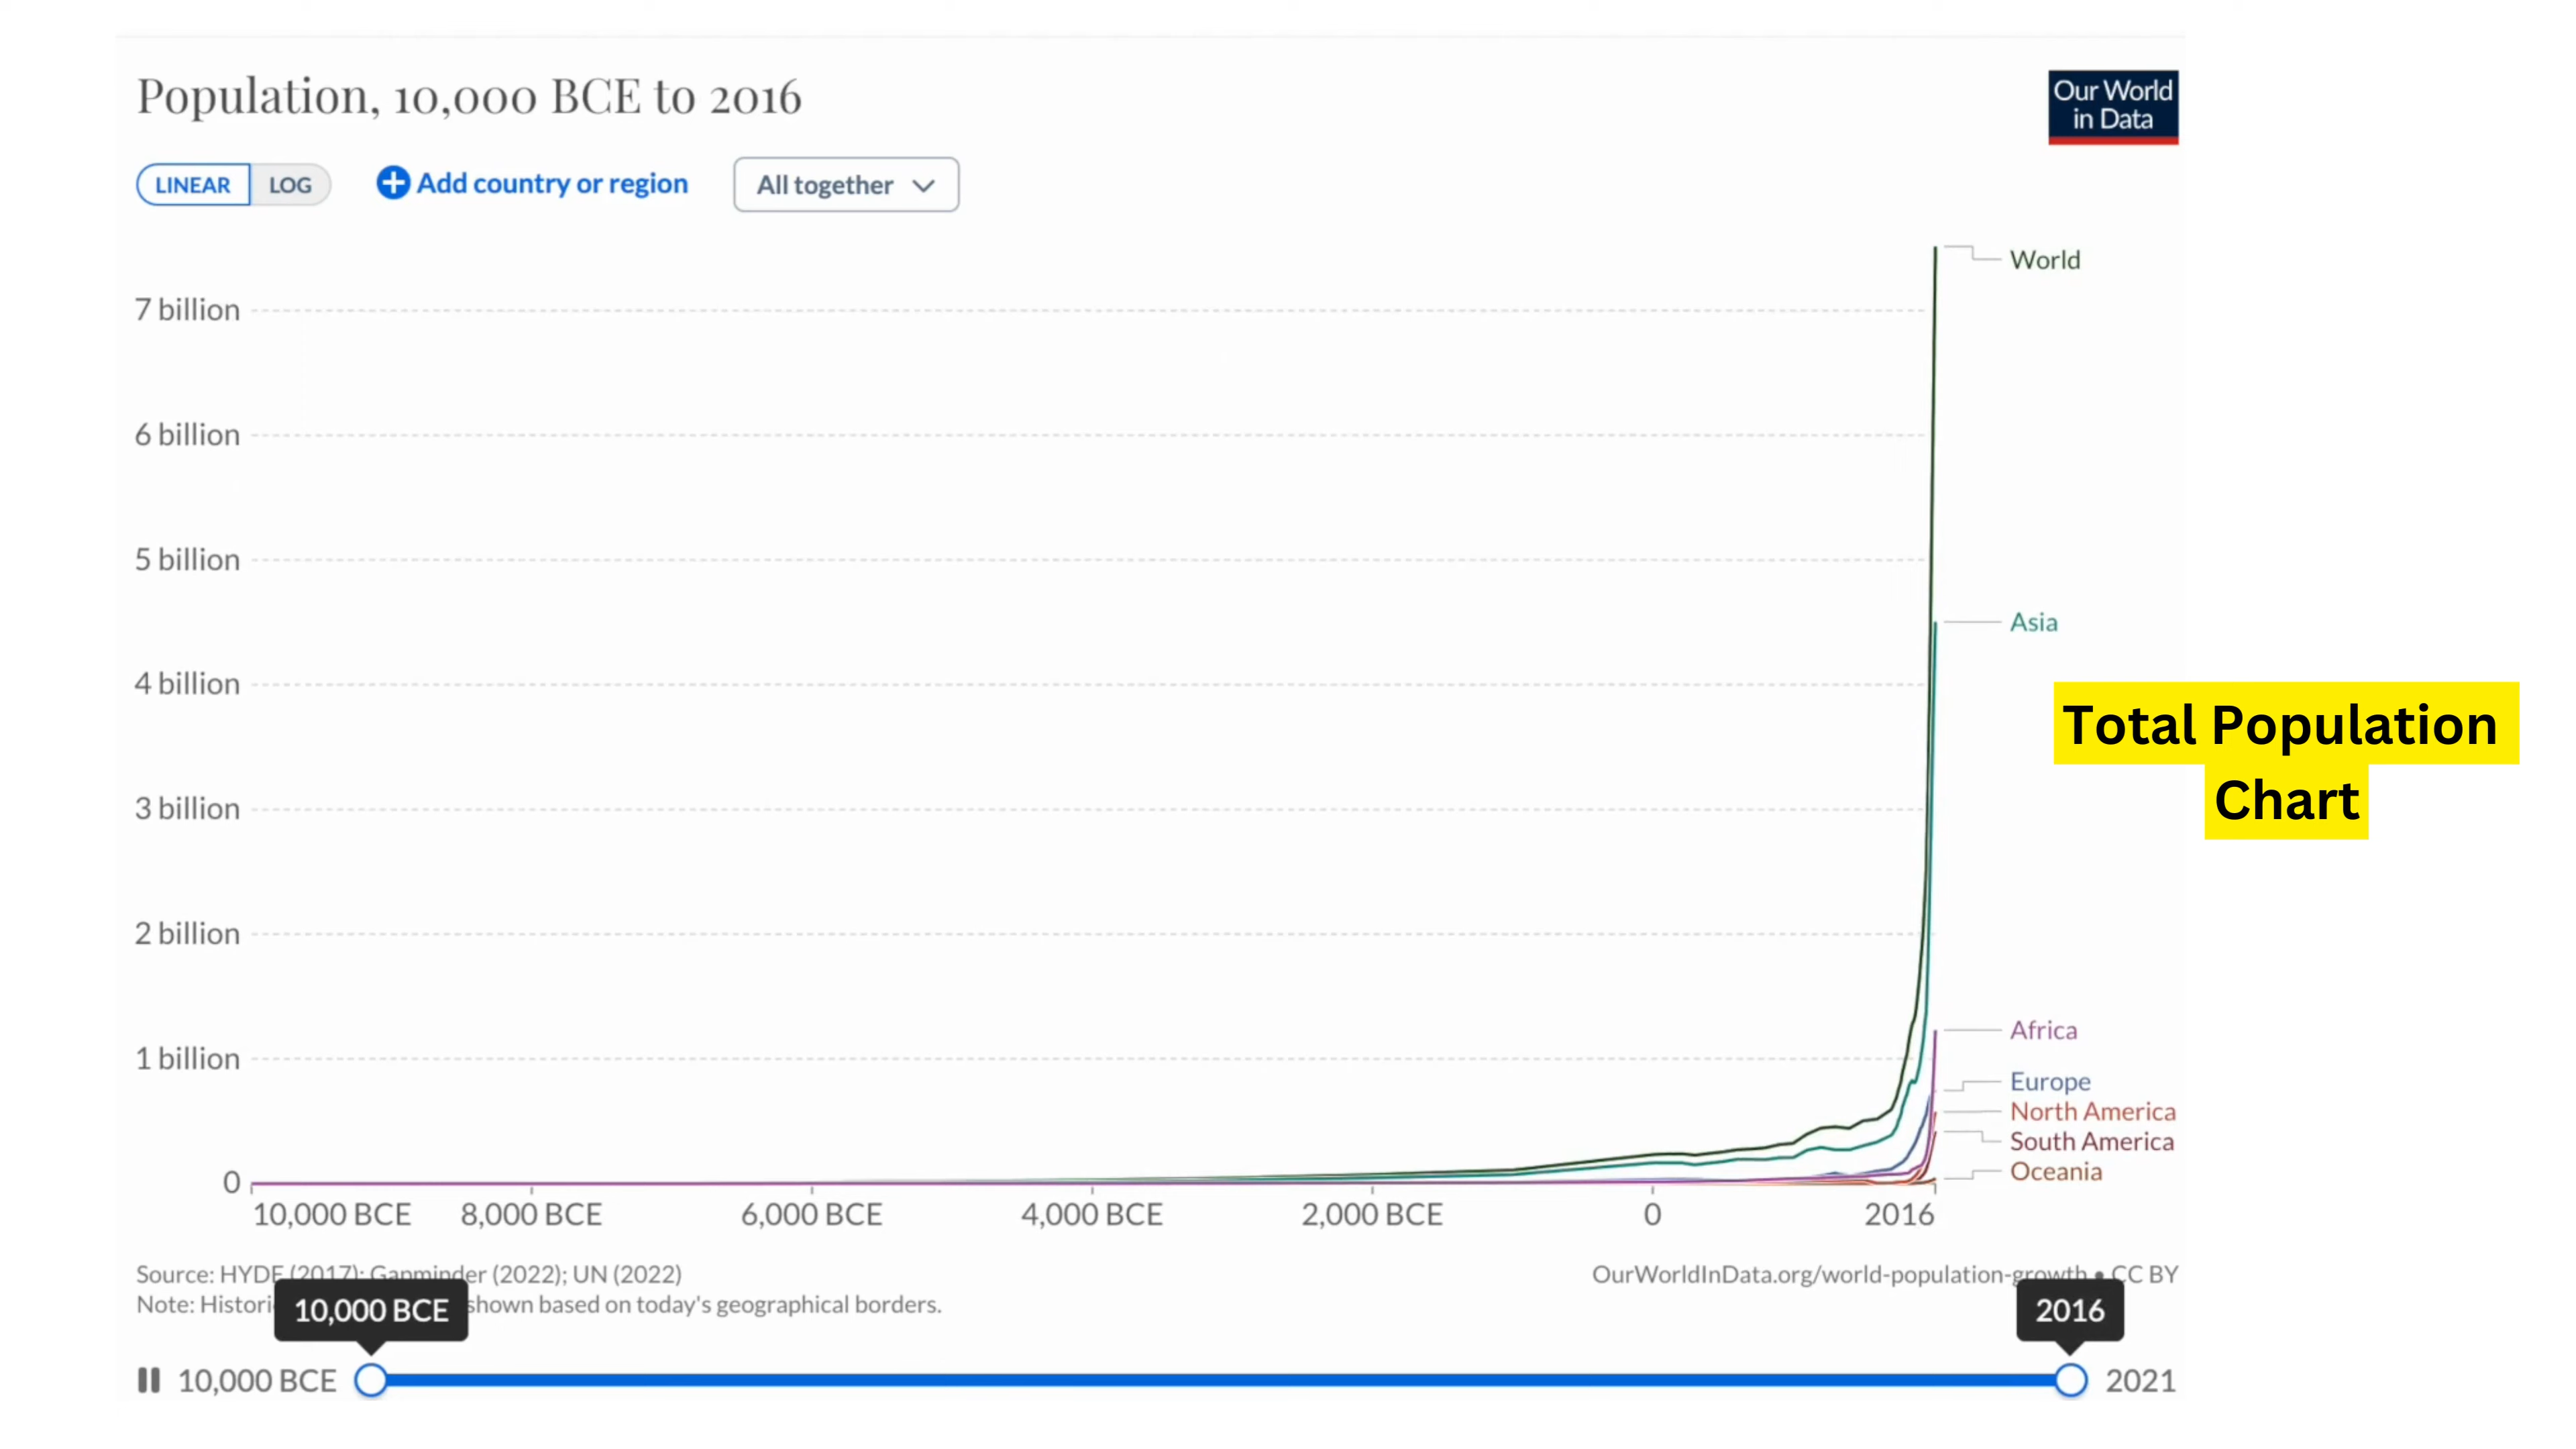 Population, 10,000 BCE to 2016
Our World
in Data
LINEAR
LOG
Add country or region
All together
World
7 billion
6 billion
5 billion
Asia
4 billion
Total Population
Chart
3 billion
2 billion
Africa
1 billion
Europe
North America
South America
Oceania
0
10,000 BCE
8,000 BCE
6,000 BCE
4,000 BCE
2,000 BCE
0
2016
Source: HYDE (2017); Gapminder (2022); UN (2022)
OurWorldInData.org/world-population-growth • CC BY
Note: shown based on today's geographical borders.
10,000 BCE
2016
10,000 BCE
2021